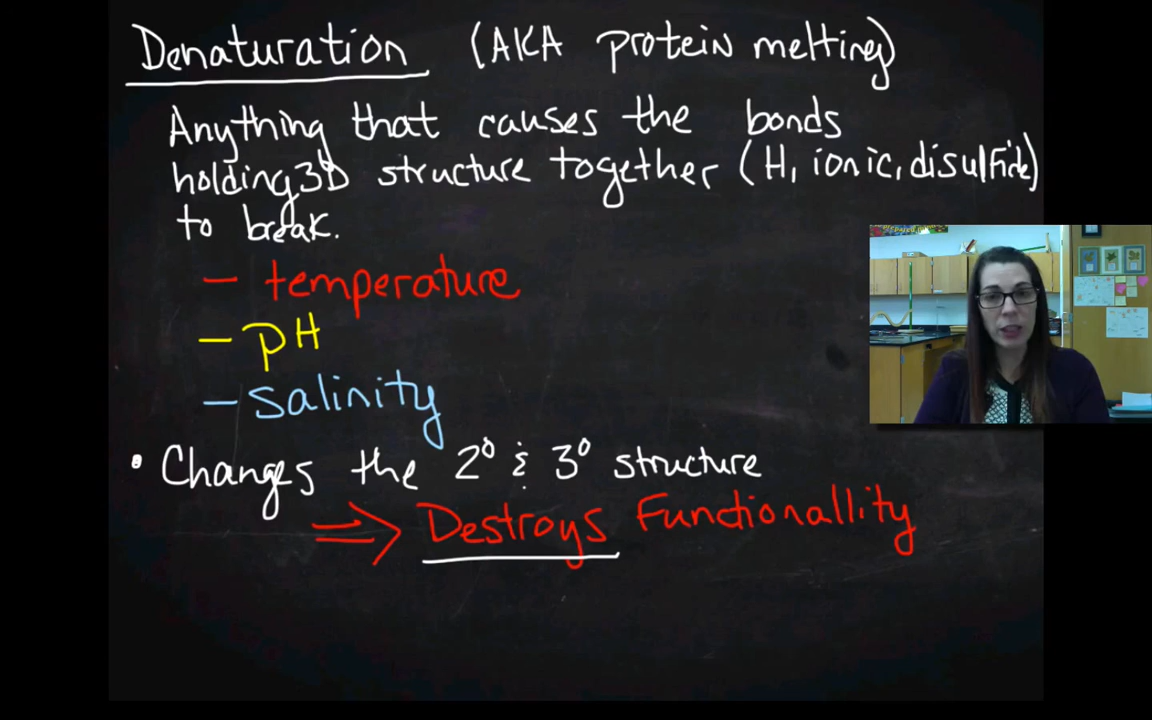 Denaturation (AKA protein melting)
Anything that causes the bonds
holding 3D structure together (H, ionic, disulfide)
to break.
- temperature
- pH
- salinity
• Changes the 2° & 3° structure
⇒ Destroys Functionallity